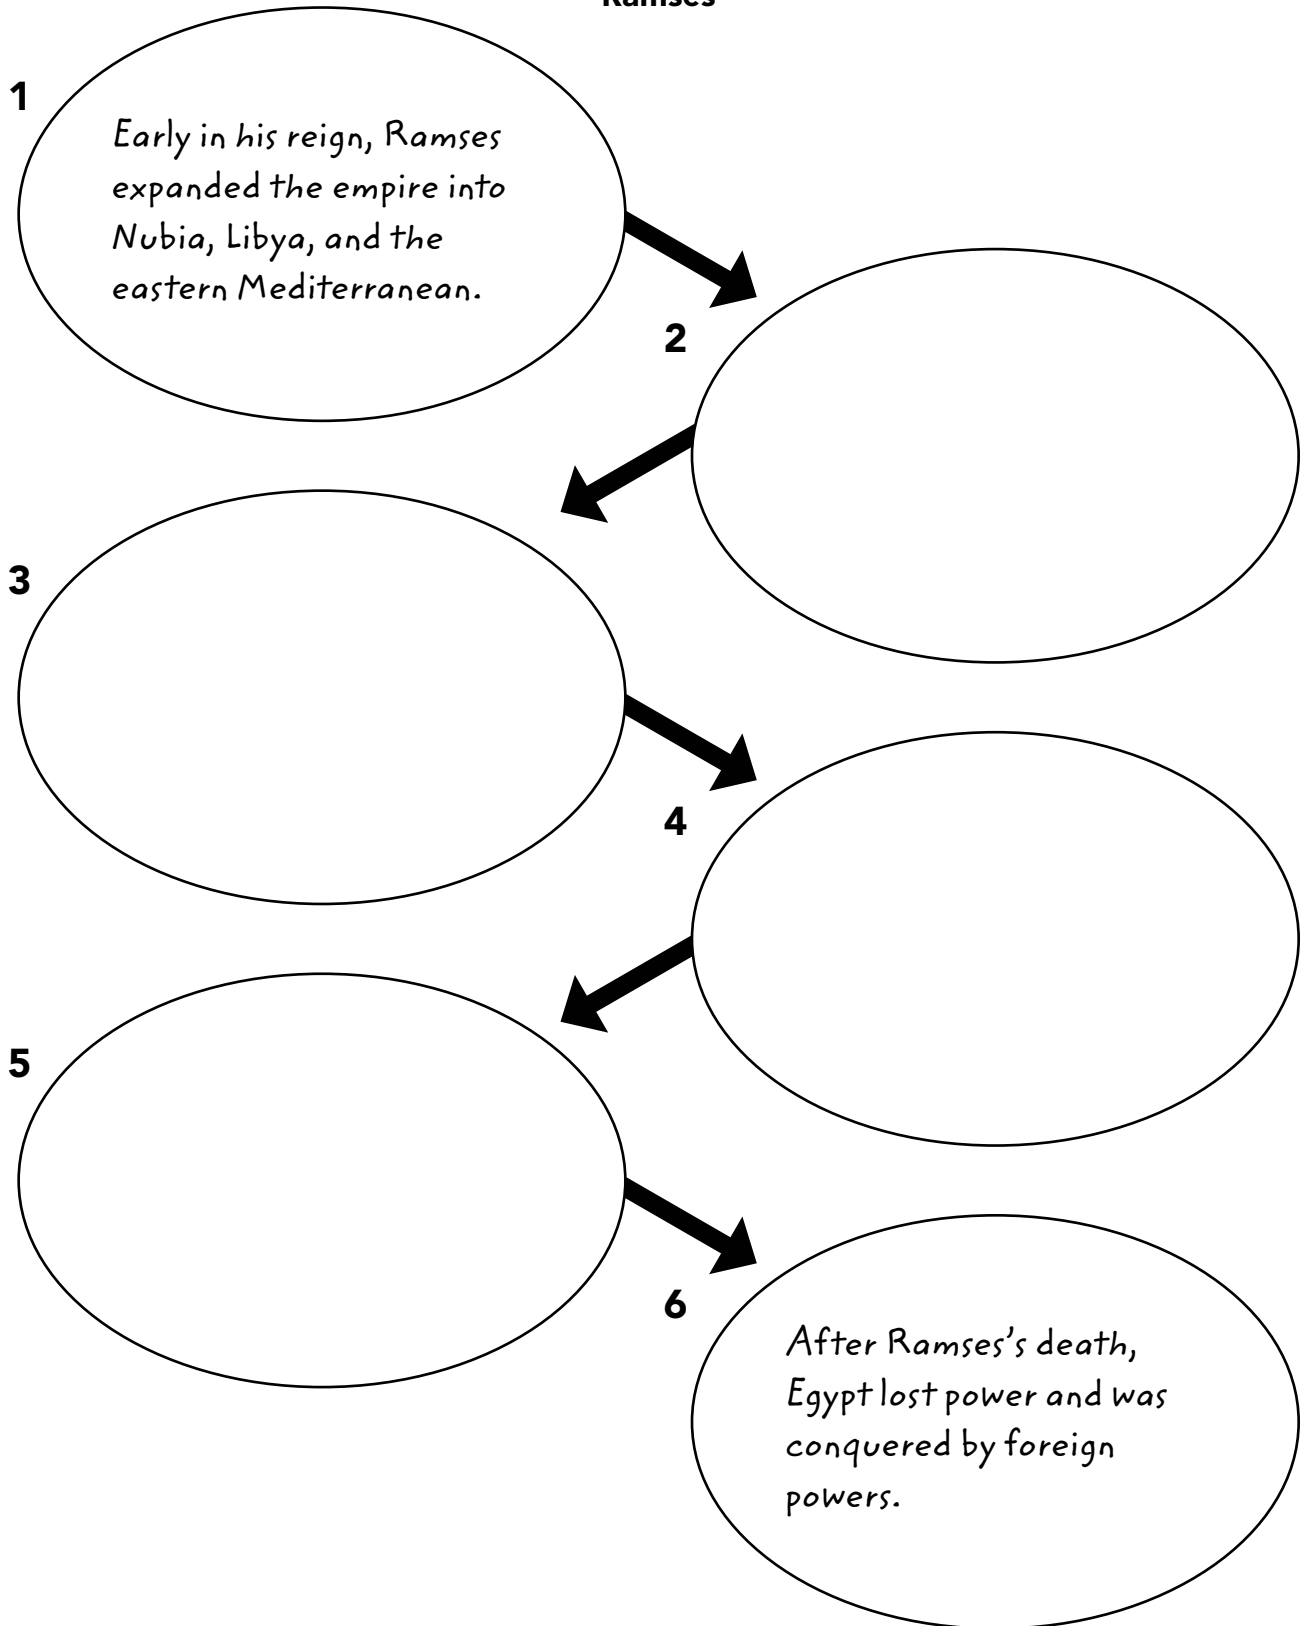 Ramses
1
Early in his reign, Ramses
expanded the empire into
Nubia, Libya, and the
eastern Mediterranean.
2
3
4
5
6
After Ramses’s death,
Egypt lost power and was
conquered by foreign
powers.